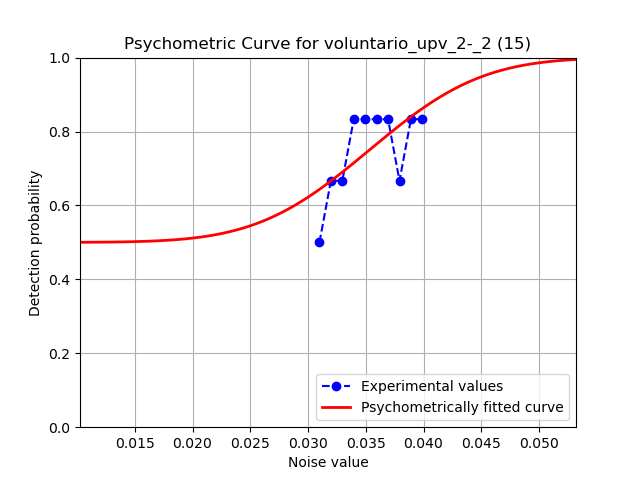 Psychometric Curve for voluntario_upv_2-_2 (15)
Detection probability
1.0
0.8
0.6
0.4
0.2
0.0
Experimental values
Psychometrically fitted curve
0.015 0.020 0.025 0.030 0.035 0.040 0.045 0.050
Noise value